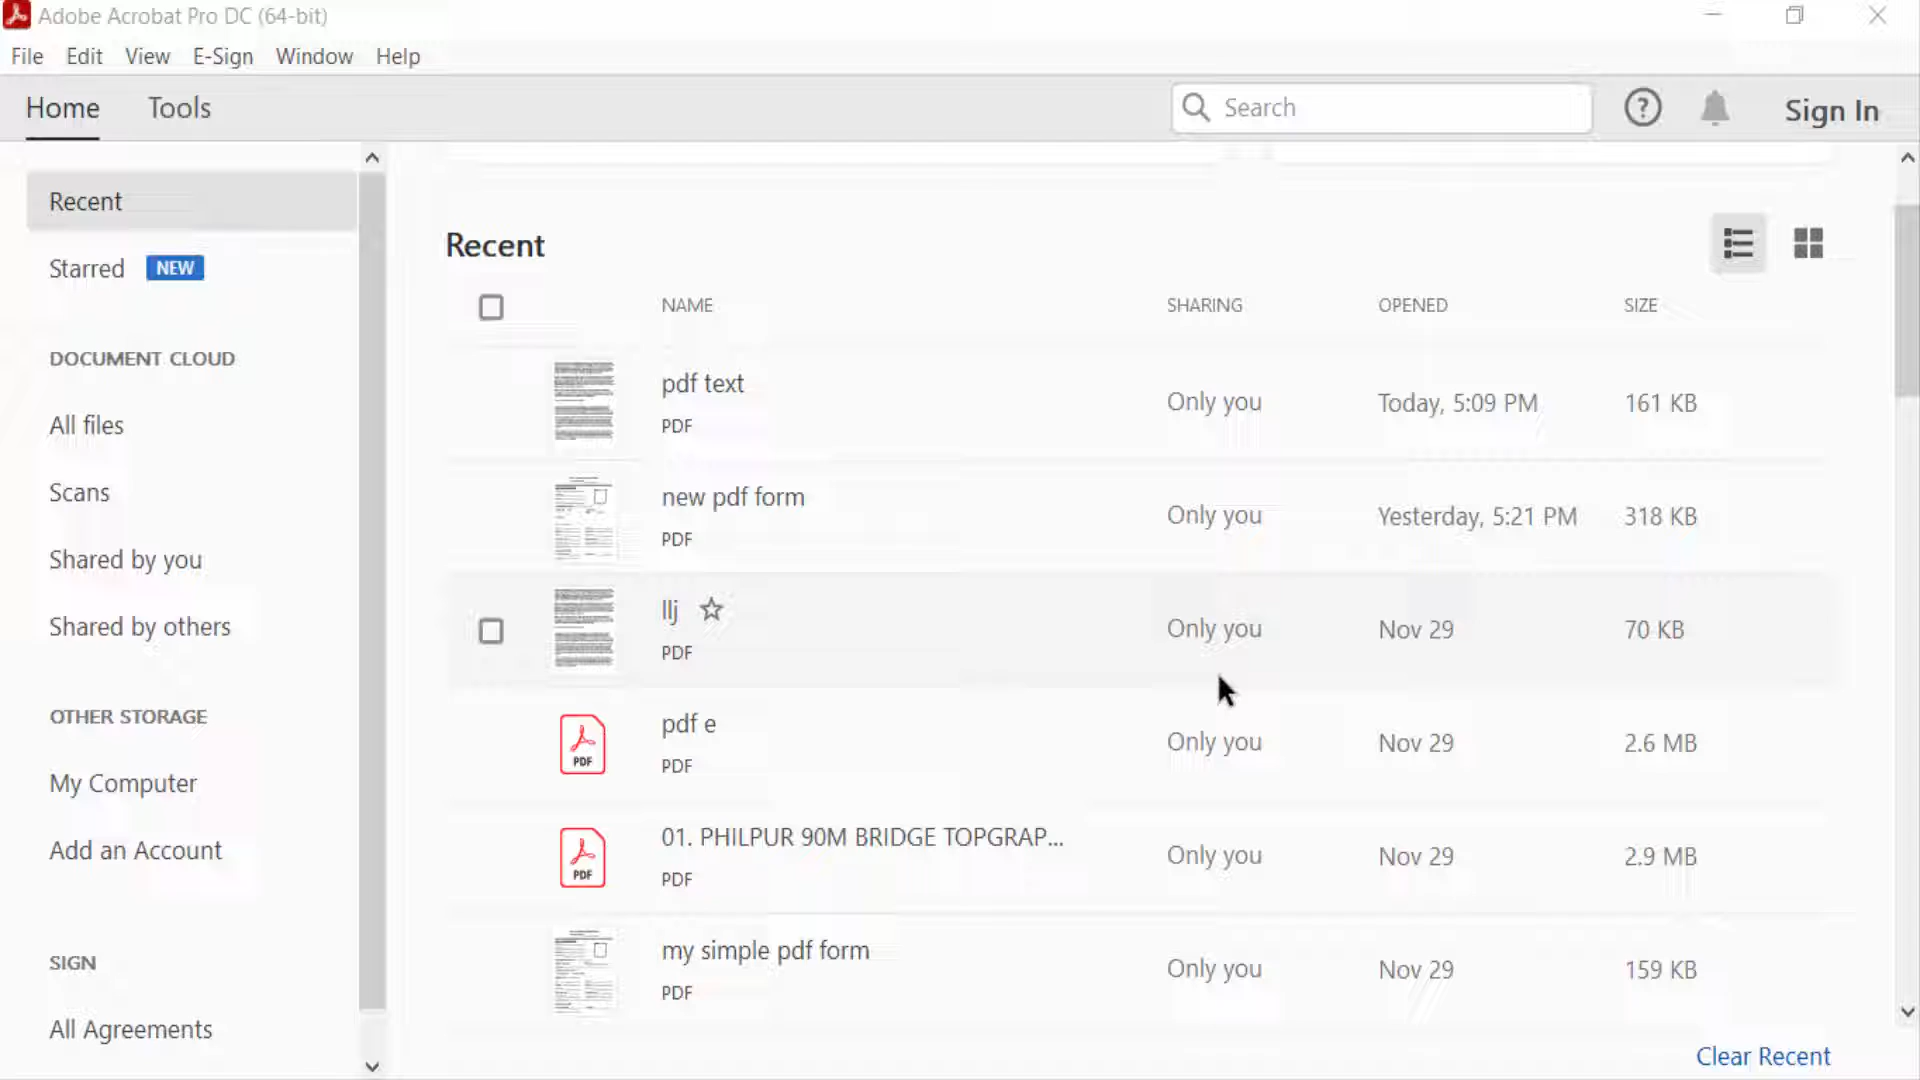 Adobe Acrobat Pro DC (64-bit)
File Edit View E-Sign Window Help
Home Tools Search ? Sign In
Recent
Starred NEW
DOCUMENT CLOUD
All files
Scans
Shared by you
Shared by others
OTHER STORAGE
My Computer
Add an Account
SIGN
All Agreements
Recent
NAME SHARING OPENED SIZE
pdf text Only you Today, 5:09 PM 161 KB
PDF
new pdf form Only you Yesterday, 5:21 PM 318 KB
PDF
llj Only you Nov 29 70 KB
PDF
PDF pdf e Only you Nov 29 2.6 MB
PDF
PDF 01. PHILPUR 90M BRIDGE TOPGRAP... Only you Nov 29 2.9 MB
PDF
my simple pdf form Only you Nov 29 159 KB
PDF
Clear Recent